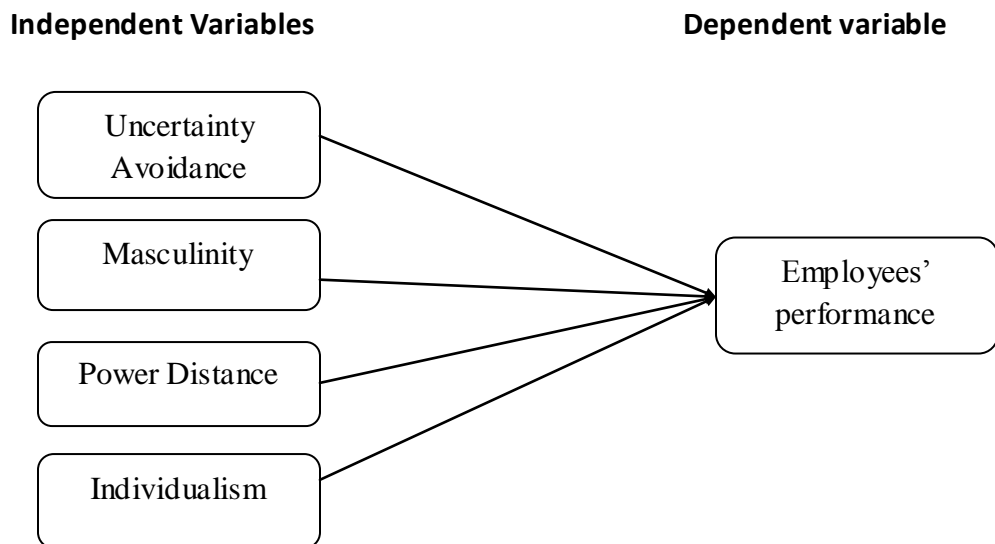 Independent Variables
Dependent variable
Uncertainty
Avoidance
Masculinity
Power Distance
Individualism
Employees’
performance